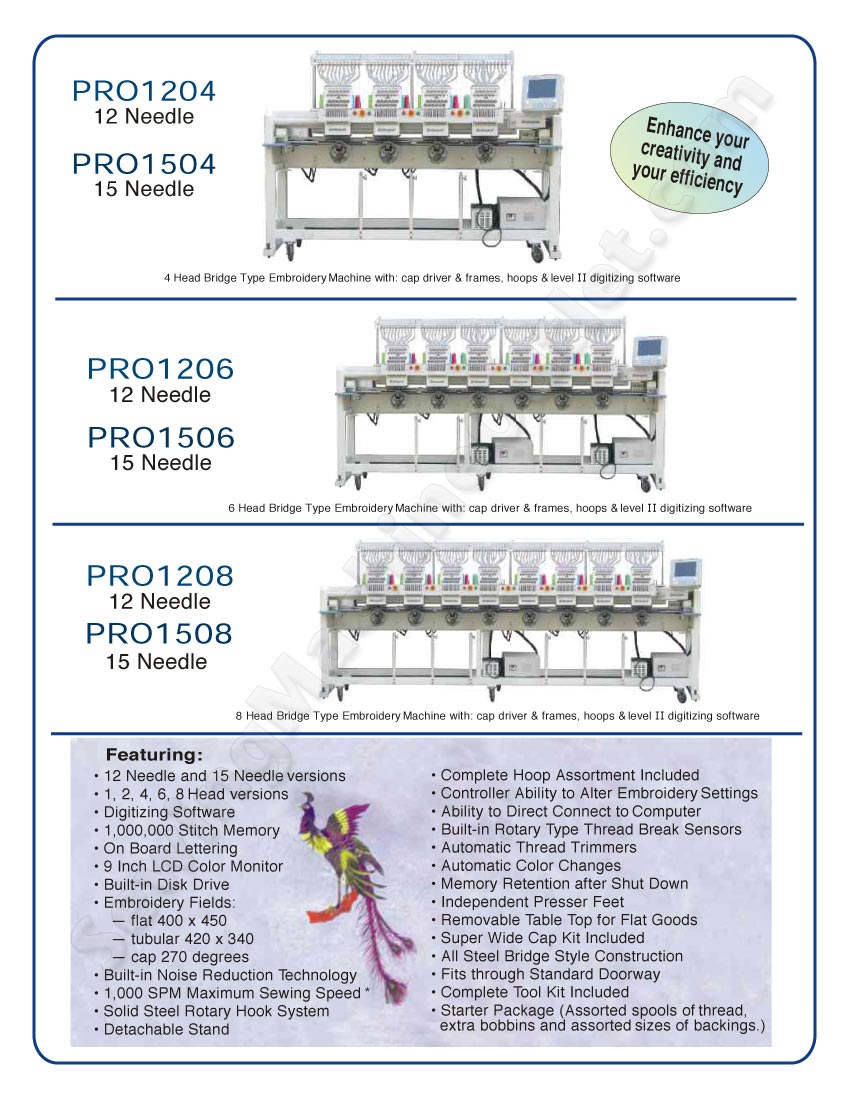 PRO1204
12 Needle
PRO1504
15 Needle
Enhance your
creativity and
your efficiency
4 Head Bridge Type Embroidery Machine with: cap driver & frames, hoops & level II digitizing software
PRO1206
12 Needle
PRO1506
15 Needle
6 Head Bridge Type Embroidery Machine with: cap driver & frames, hoops & level II digitizing software
PRO1208
12 Needle
PRO1508
15 Needle
8 Head Bridge Type Embroidery Machine with: cap driver & frames, hoops & level II digitizing software
Featuring:
• 12 Needle and 15 Needle versions
• 1, 2, 4, 6, 8 Head versions
• Digitizing Software
• 1,000,000 Stitch Memory
• On Board Lettering
• 9 Inch LCD Color Monitor
• Built-in Disk Drive
• Embroidery Fields:
— flat 400 x 450
— tubular 420 x 340
— cap 270 degrees
• Built-in Noise Reduction Technology
• 1,000 SPM Maximum Sewing Speed *
• Solid Steel Rotary Hook System
• Detachable Stand
• Complete Hoop Assortment Included
• Controller Ability to Alter Embroidery Settings
• Ability to Direct Connect to Computer
• Built-in Rotary Type Thread Break Sensors
• Automatic Thread Trimmers
• Automatic Color Changes
• Memory Retention after Shut Down
• Independent Presser Feet
• Removable Table Top for Flat Goods
• Super Wide Cap Kit Included
• All Steel Bridge Style Construction
• Fits through Standard Doorway
• Complete Tool Kit Included
• Starter Package (Assorted spools of thread,
extra bobbins and assorted sizes of backings.)